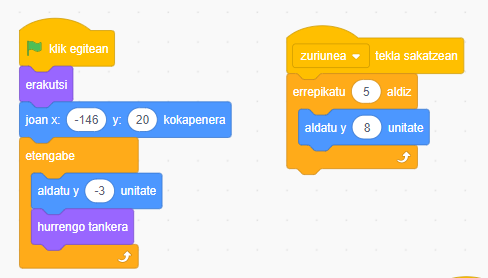 klik egitean
erakutsi
joan x: -146 y: 20 kokapenera
etengabe
aldatu y -3 unitate
hurrengo tankera
zuriunea tekla sakatzean
errepikatu 5 aldiz
aldatu y 8 unitate